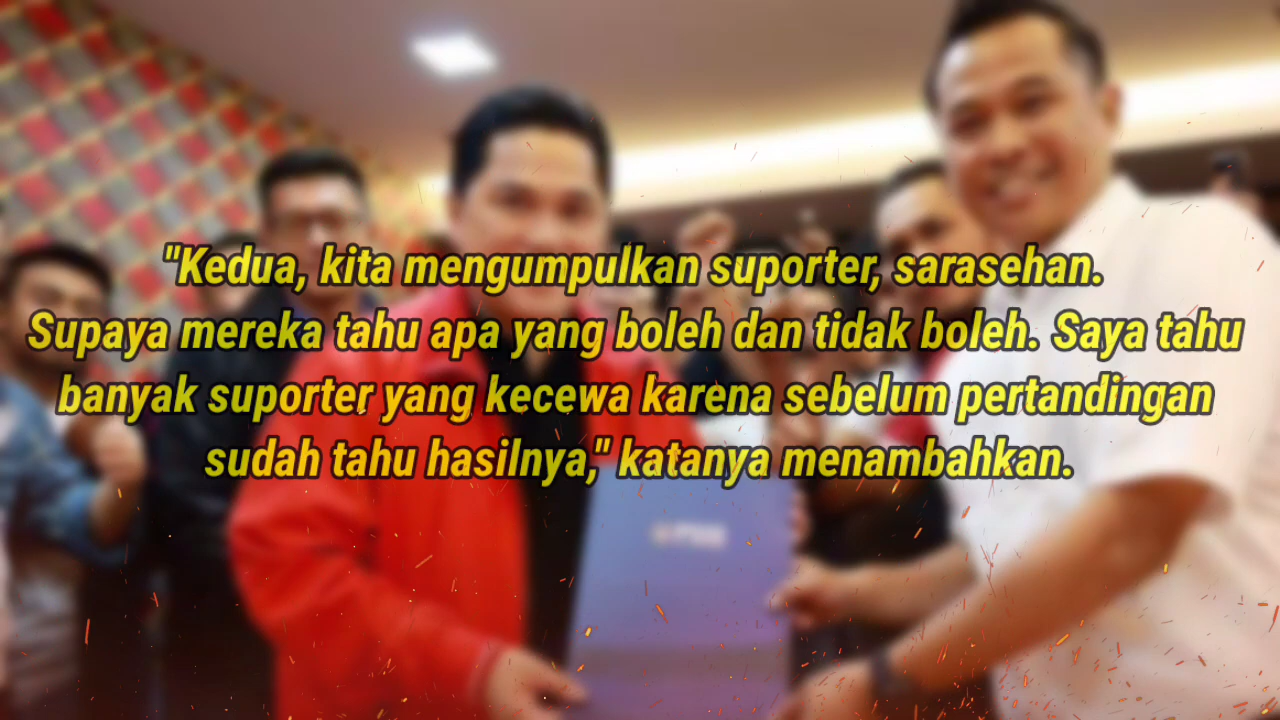 "Kedua, kita mengumpulkan suporter, sarasehan.
Supaya mereka tahu apa yang boleh dan tidak boleh. Saya tahu
banyak suporter yang kecewa karena sebelum pertandingan
sudah tahu hasilnya," katanya menambahkan.